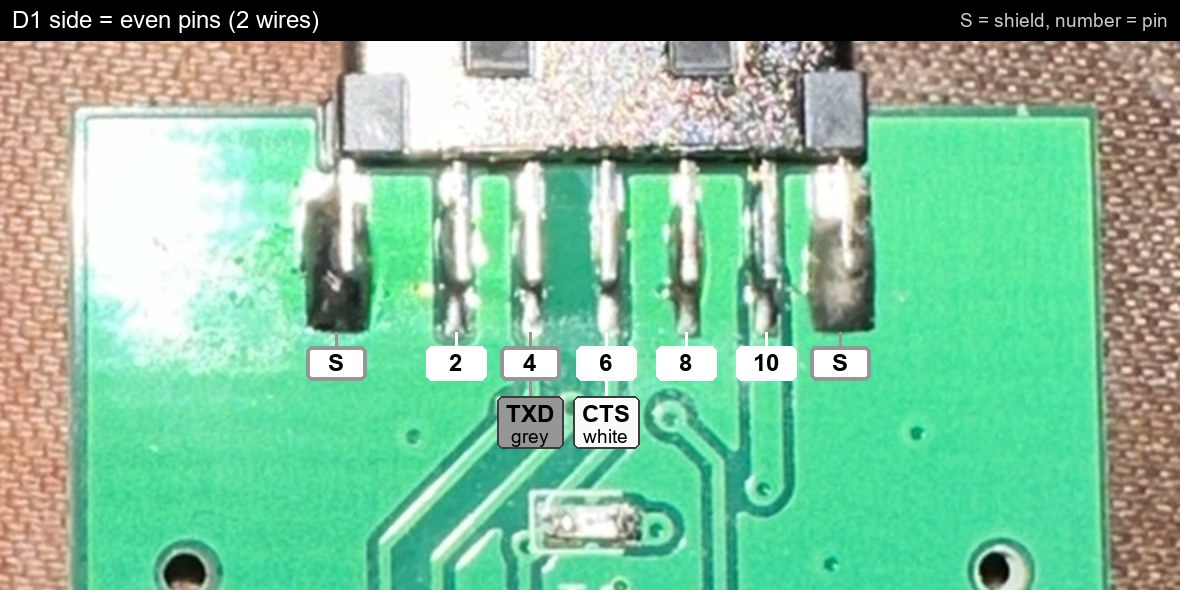 D1 side = even pins (2 wires)
S = shield, number = pin
S 2 4 6 8 10 S
TXD CTS
grey white